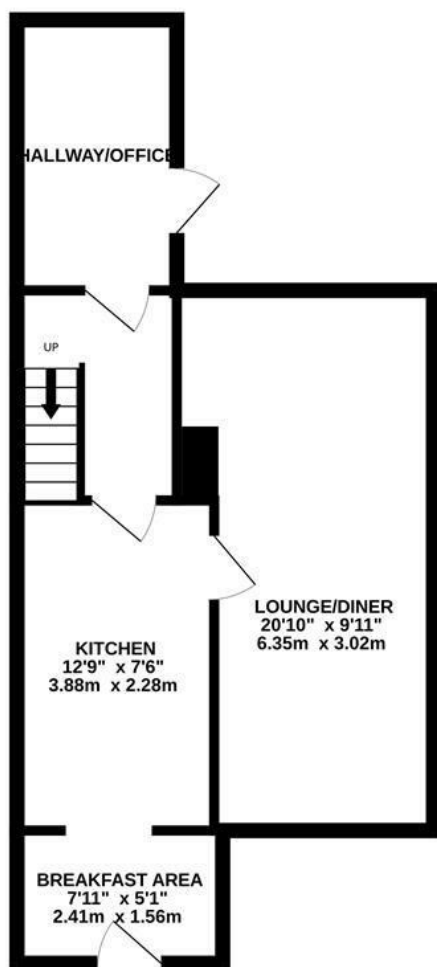 HALLWAY/OFFICE
UP
LOUNGE/DINER
20'10" x 9'11"
6.35m x 3.02m
KITCHEN
12'9" x 7'6"
3.88m x 2.28m
BREAKFAST AREA
7'11" x 5'1"
2.41m x 1.56m